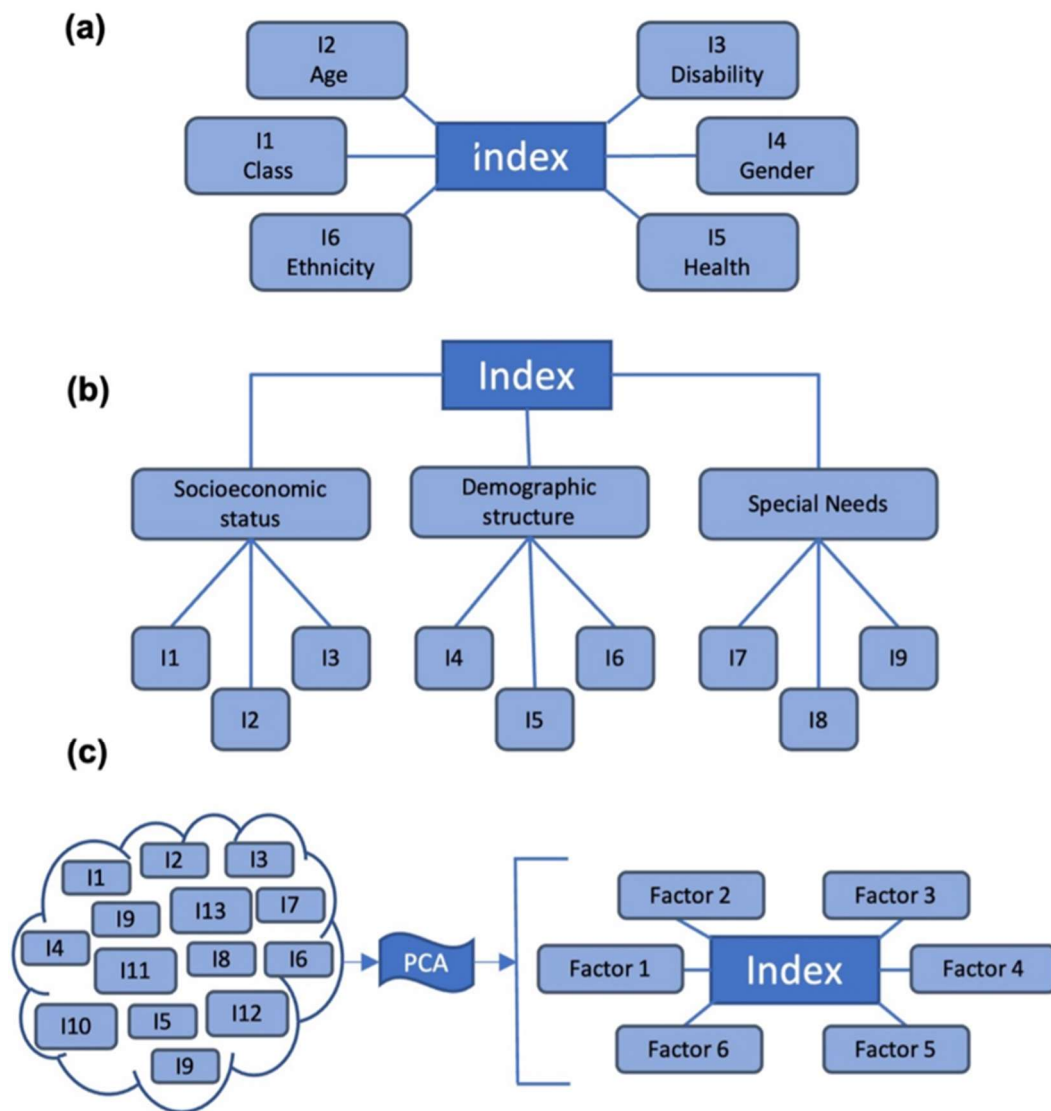 (a)
I2
Age
I3
Disability
I1
Class
index
I4
Gender
I6
Ethnicity
I5
Health
(b)
Index
Socioeconomic
status
Demographic
structure
Special Needs
I1
I3
I4
I6
I7
I9
I2
I5
I8
(c)
I1
I2
I3
I9
I13
I7
I4
I11
I8
I6
I10
I5
I12
I9
PCA
Factor 2
Factor 3
Factor 1
Index
Factor 4
Factor 6
Factor 5